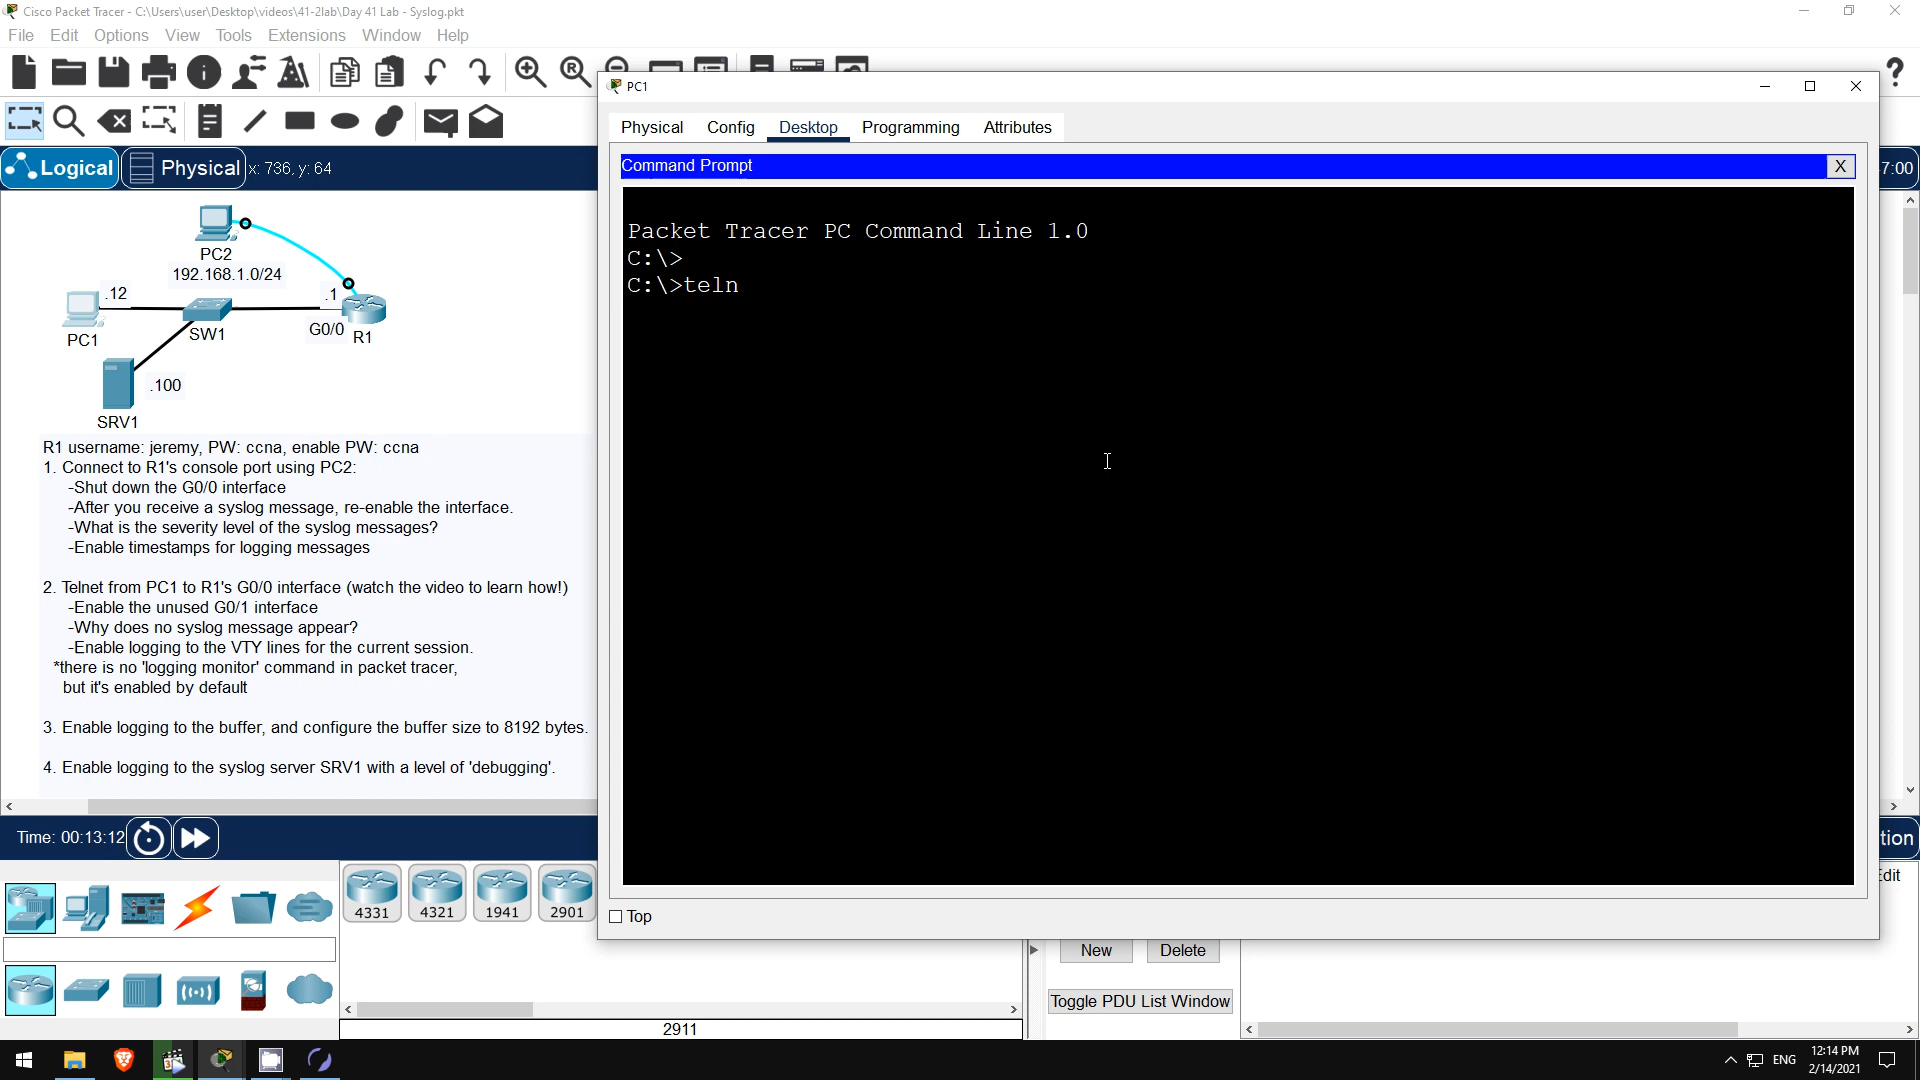 Cisco Packet Tracer - C:\Users\user\Desktop\videos\41-2lab\Day 41 Lab - Syslog.pkt
File Edit Options View Tools Extensions Window Help
PC1
Physical Config Desktop Programming Attributes
Logical Physical x: 736, y: 64
7:00
Command Prompt X
Packet Tracer PC Command Line 1.0
C:\>
C:\>teln
PC2
192.168.1.0/24
.12
.1
PC1
SW1
G0/0
R1
.100
SRV1
R1 username: jeremy, PW: ccna, enable PW: ccna
1. Connect to R1's console port using PC2:
-Shut down the G0/0 interface
-After you receive a syslog message, re-enable the interface.
-What is the severity level of the syslog messages?
-Enable timestamps for logging messages
2. Telnet from PC1 to R1's G0/0 interface (watch the video to learn how!)
-Enable the unused G0/1 interface
-Why does no syslog message appear?
-Enable logging to the VTY lines for the current session.
*there is no 'logging monitor' command in packet tracer,
but it's enabled by default
3. Enable logging to the buffer, and configure the buffer size to 8192 bytes.
4. Enable logging to the syslog server SRV1 with a level of 'debugging'.
Time: 00:13:12
tion
4331 4321 1941 2901
Edit
Top
New Delete
Toggle PDU List Window
2911
ENG
12:14 PM
2/14/2021